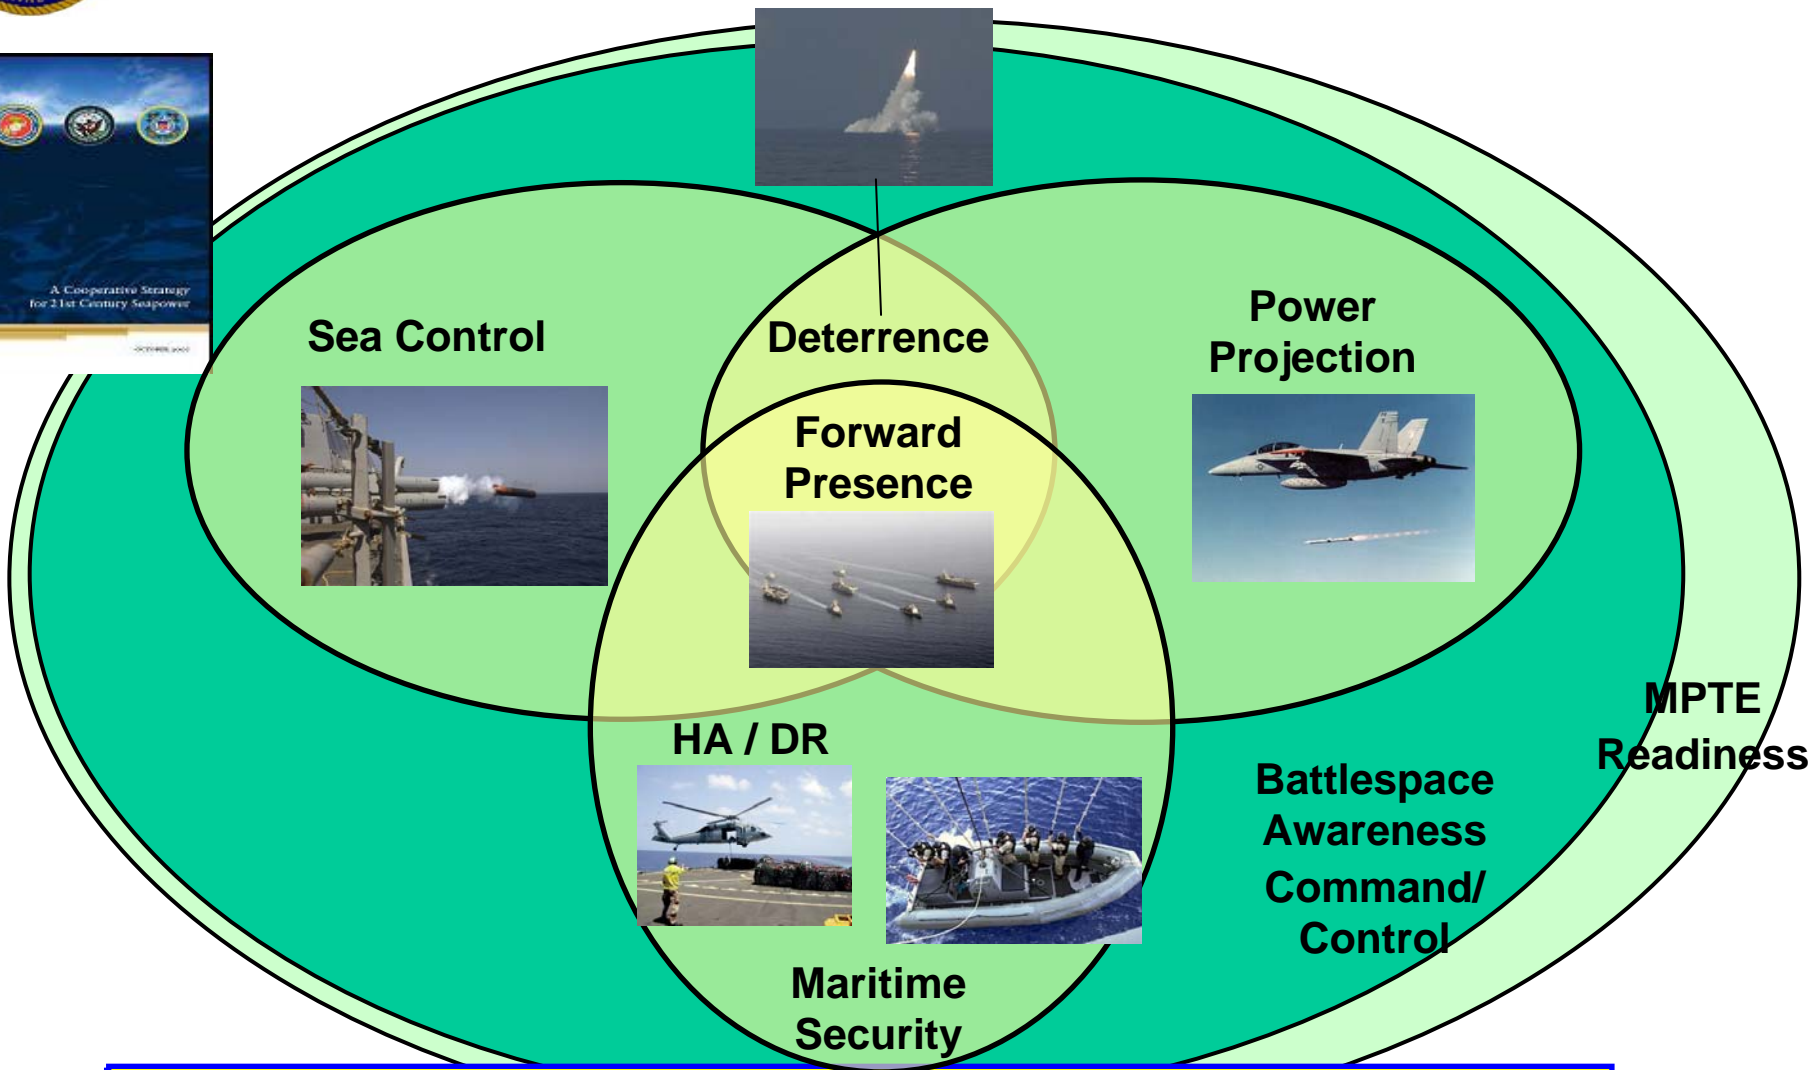 A Cooperative Strategy
for 21st Century Seapower
Sea Control
Deterrence
Power
Projection
Forward
Presence
HA / DR
MPTE
Readiness
Battlespace
Awareness
Command/
Control
Maritime
Security